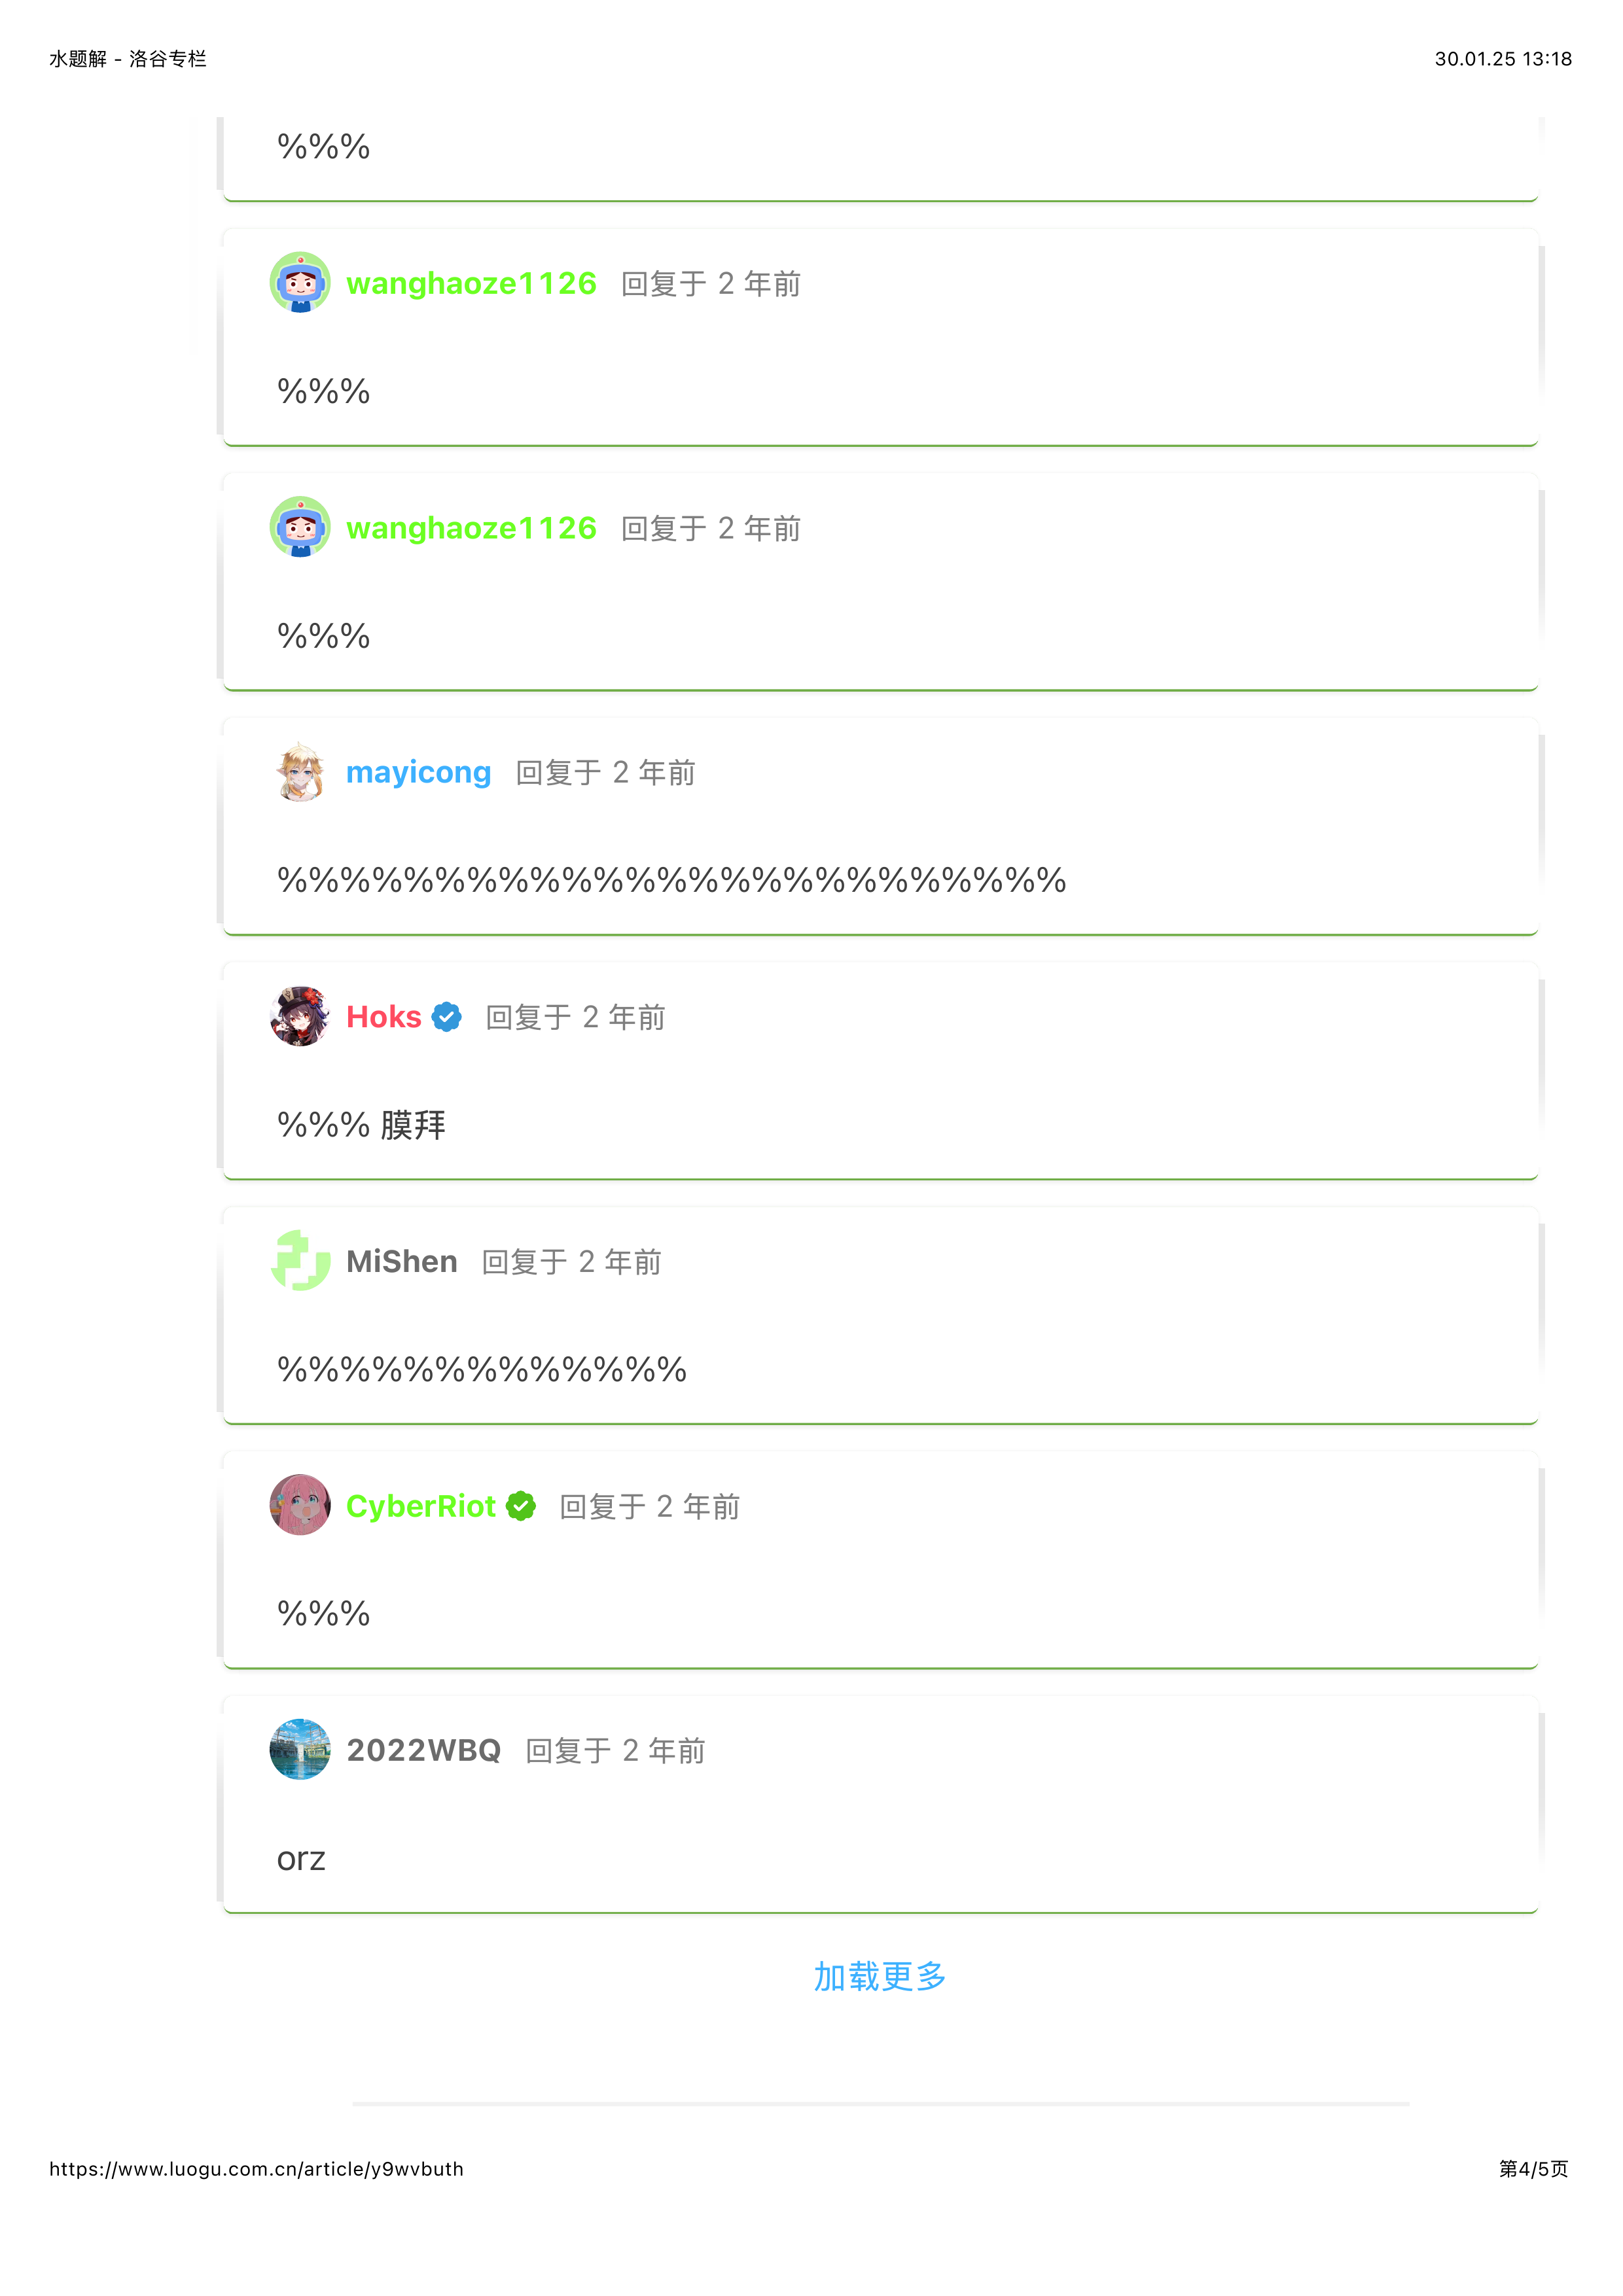 水题解 - 洛谷专栏 30.01.25 13:18
%%%
wanghaoze1126 回复于 2 年前
%%%
wanghaoze1126 回复于 2 年前
%%%
mayicong 回复于 2 年前
%%%%%%%%%%%%%%%%%%%%%%%%%
Hoks 回复于 2 年前
%%% 膜拜
MiShen 回复于 2 年前
%%%%%%%%%%%%%
CyberRiot 回复于 2 年前
%%%
2022WBQ 回复于 2 年前
orz
加载更多
https://www.luogu.com.cn/article/y9wvbuth 第4/5页